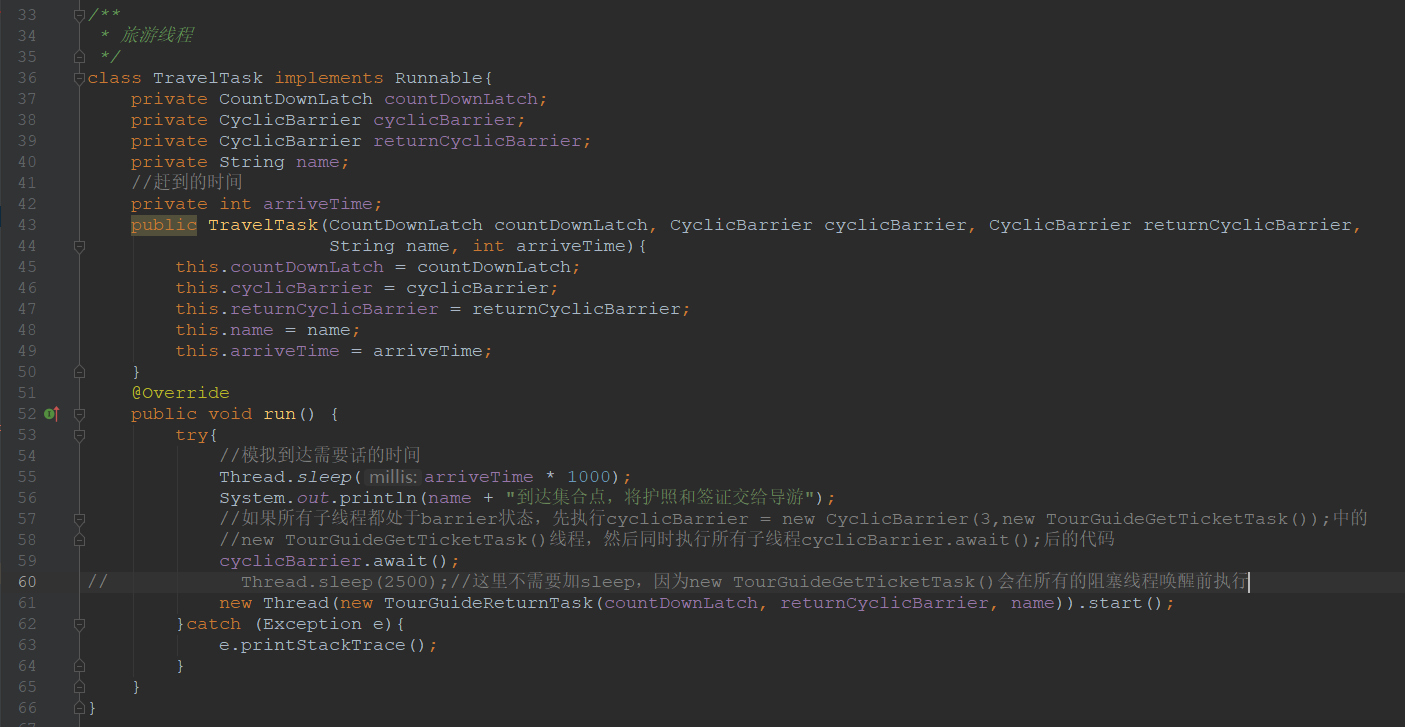 33 /**
34  * 旅游线程
35  */
36 class TravelTask implements Runnable{
37     private CountDownLatch countDownLatch;
38     private CyclicBarrier cyclicBarrier;
39     private CyclicBarrier returnCyclicBarrier;
40     private String name;
41     //赶到的时间
42     private int arriveTime;
43     public TravelTask(CountDownLatch countDownLatch, CyclicBarrier cyclicBarrier, CyclicBarrier returnCyclicBarrier,
44                       String name, int arriveTime){
45         this.countDownLatch = countDownLatch;
46         this.cyclicBarrier = cyclicBarrier;
47         this.returnCyclicBarrier = returnCyclicBarrier;
48         this.name = name;
49         this.arriveTime = arriveTime;
50     }
51     @Override
52     public void run() {
53         try{
54             //模拟到达需要话的时间
55             Thread.sleep( millis: arriveTime * 1000);
56             System.out.println(name + "到达集合点，将护照和签证交给导游");
57             //如果所有子线程都处于barrier状态，先执行cyclicBarrier = new CyclicBarrier(3,new TourGuideGetTicketTask());中的
58             //new TourGuideGetTicketTask()线程，然后同时执行所有子线程cyclicBarrier.await();后的代码
59             cyclicBarrier.await();
60 //            Thread.sleep(2500);//这里不需要加sleep，因为new TourGuideGetTicketTask()会在所有的阻塞线程唤醒前执行
61             new Thread(new TourGuideReturnTask(countDownLatch, returnCyclicBarrier, name)).start();
62         }catch (Exception e){
63             e.printStackTrace();
64         }
65     }
66 }